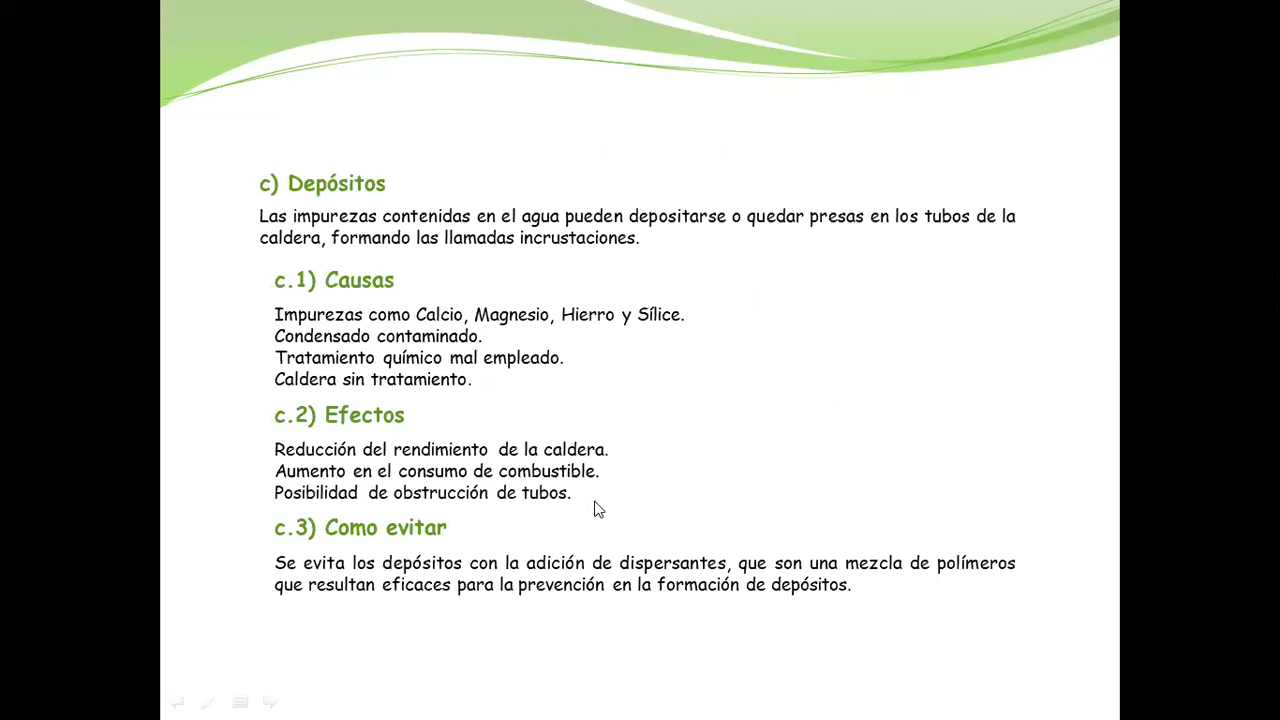 c) Depósitos
Las impurezas contenidas en el agua pueden depositarse o quedar presas en los tubos de la
caldera, formando las llamadas incrustaciones.
c.1) Causas
Impurezas como Calcio, Magnesio, Hierro y Sílice.
Condensado contaminado.
Tratamiento químico mal empleado.
Caldera sin tratamiento.
c.2) Efectos
Reducción del rendimiento de la caldera.
Aumento en el consumo de combustible.
Posibilidad de obstrucción de tubos.
c.3) Como evitar
Se evita los depósitos con la adición de dispersantes, que son una mezcla de polímeros
que resultan eficaces para la prevención en la formación de depósitos.